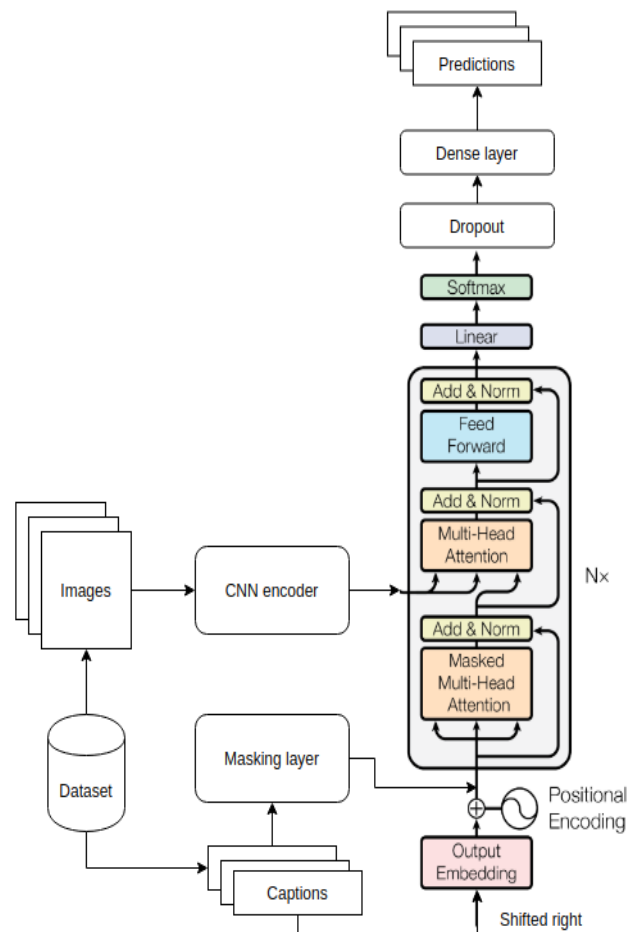 Predictions
Dense layer
Dropout
Softmax
Linear
Add & Norm
Feed
Forward
Add & Norm
Multi-Head
Attention
Nx
Images
CNN encoder
Add & Norm
Masked
Multi-Head
Attention
Masking layer
Dataset
Positional
Encoding
Output
Embedding
Captions
Shifted right